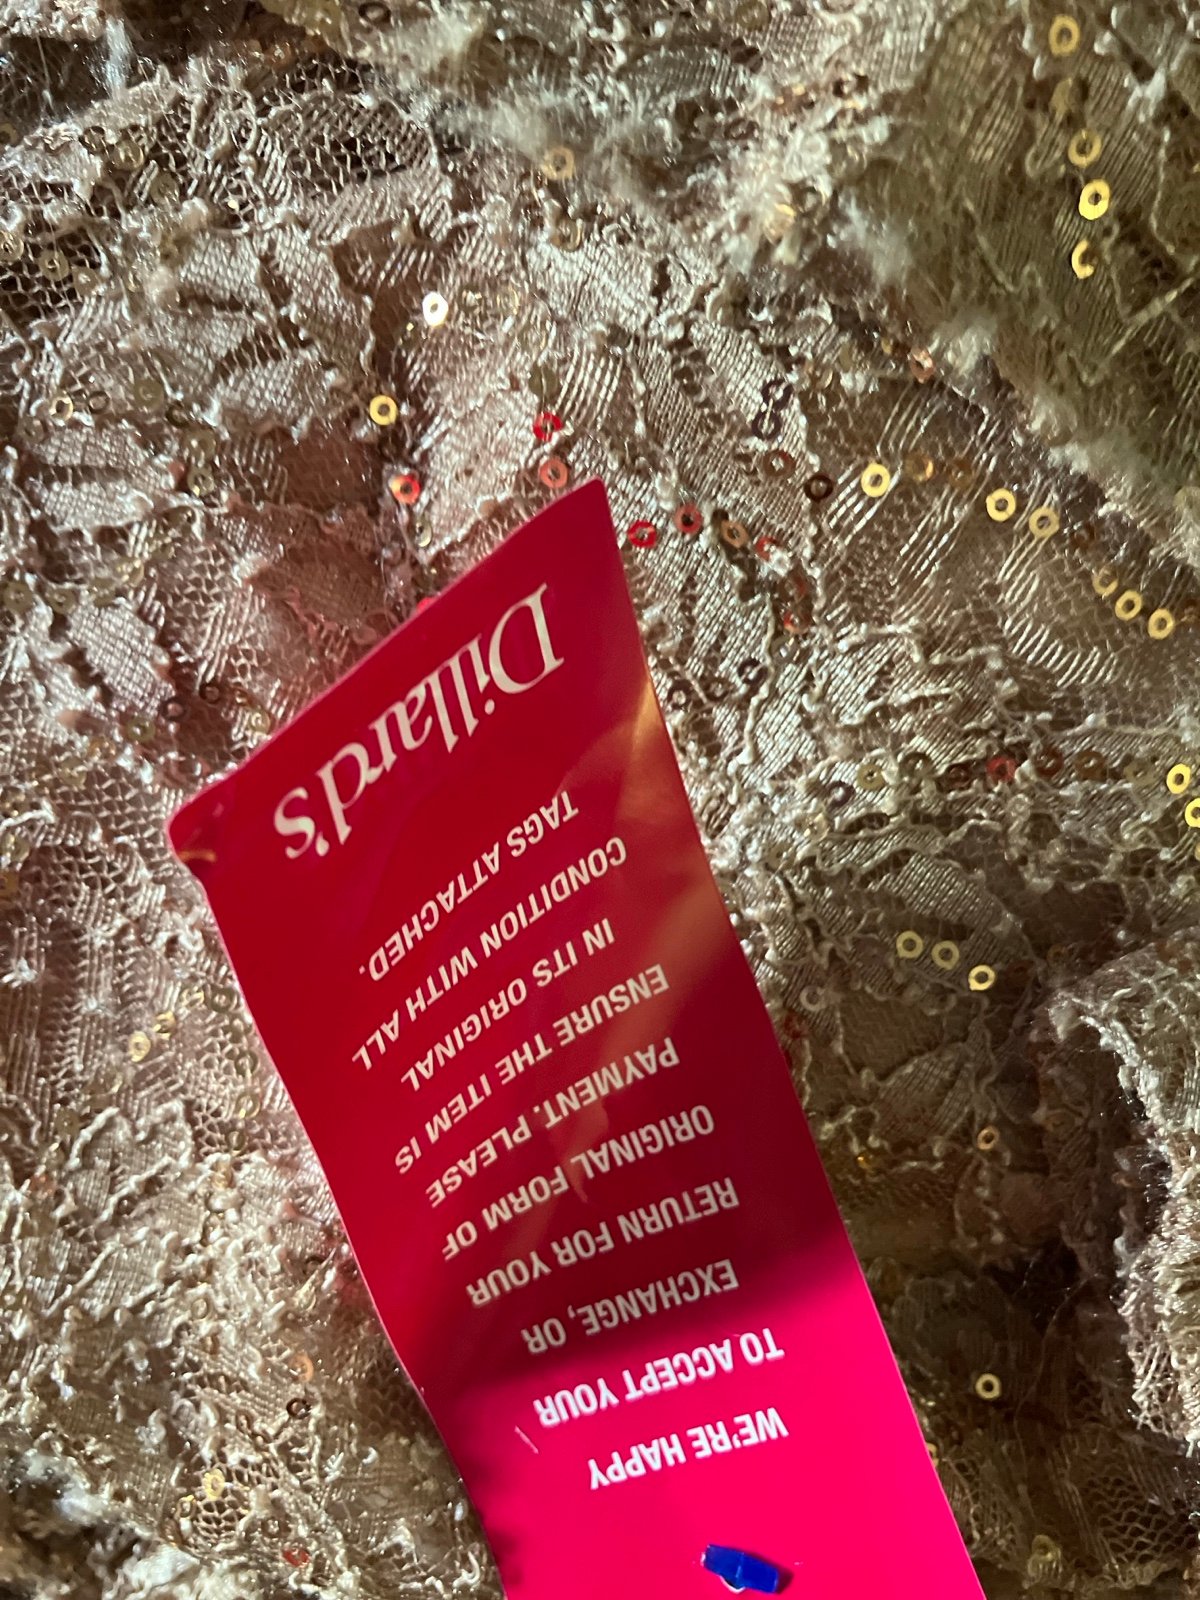 WE'RE HAPPY
TO ACCEPT YOUR
EXCHANGE, OR
RETURN FOR YOUR
ORIGINAL FORM OF
PAYMENT. PLEASE
ENSURE THE ITEM IS
IN ITS ORIGINAL
CONDITION WITH ALL
TAGS ATTACHED.
Dillard's